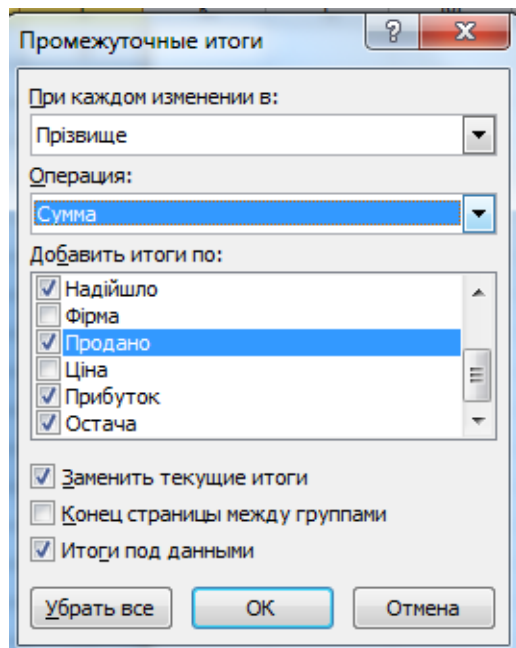 Промежуточные итоги
При каждом изменении в:
Прізвище
Операция:
Сумма
Добавить итоги по:
Надійшло
Фірма
Продано
Ціна
Прибуток
Остача
Заменить текущие итоги
Конец страницы между группами
Итоги под данными
Убрать все ОК Отмена